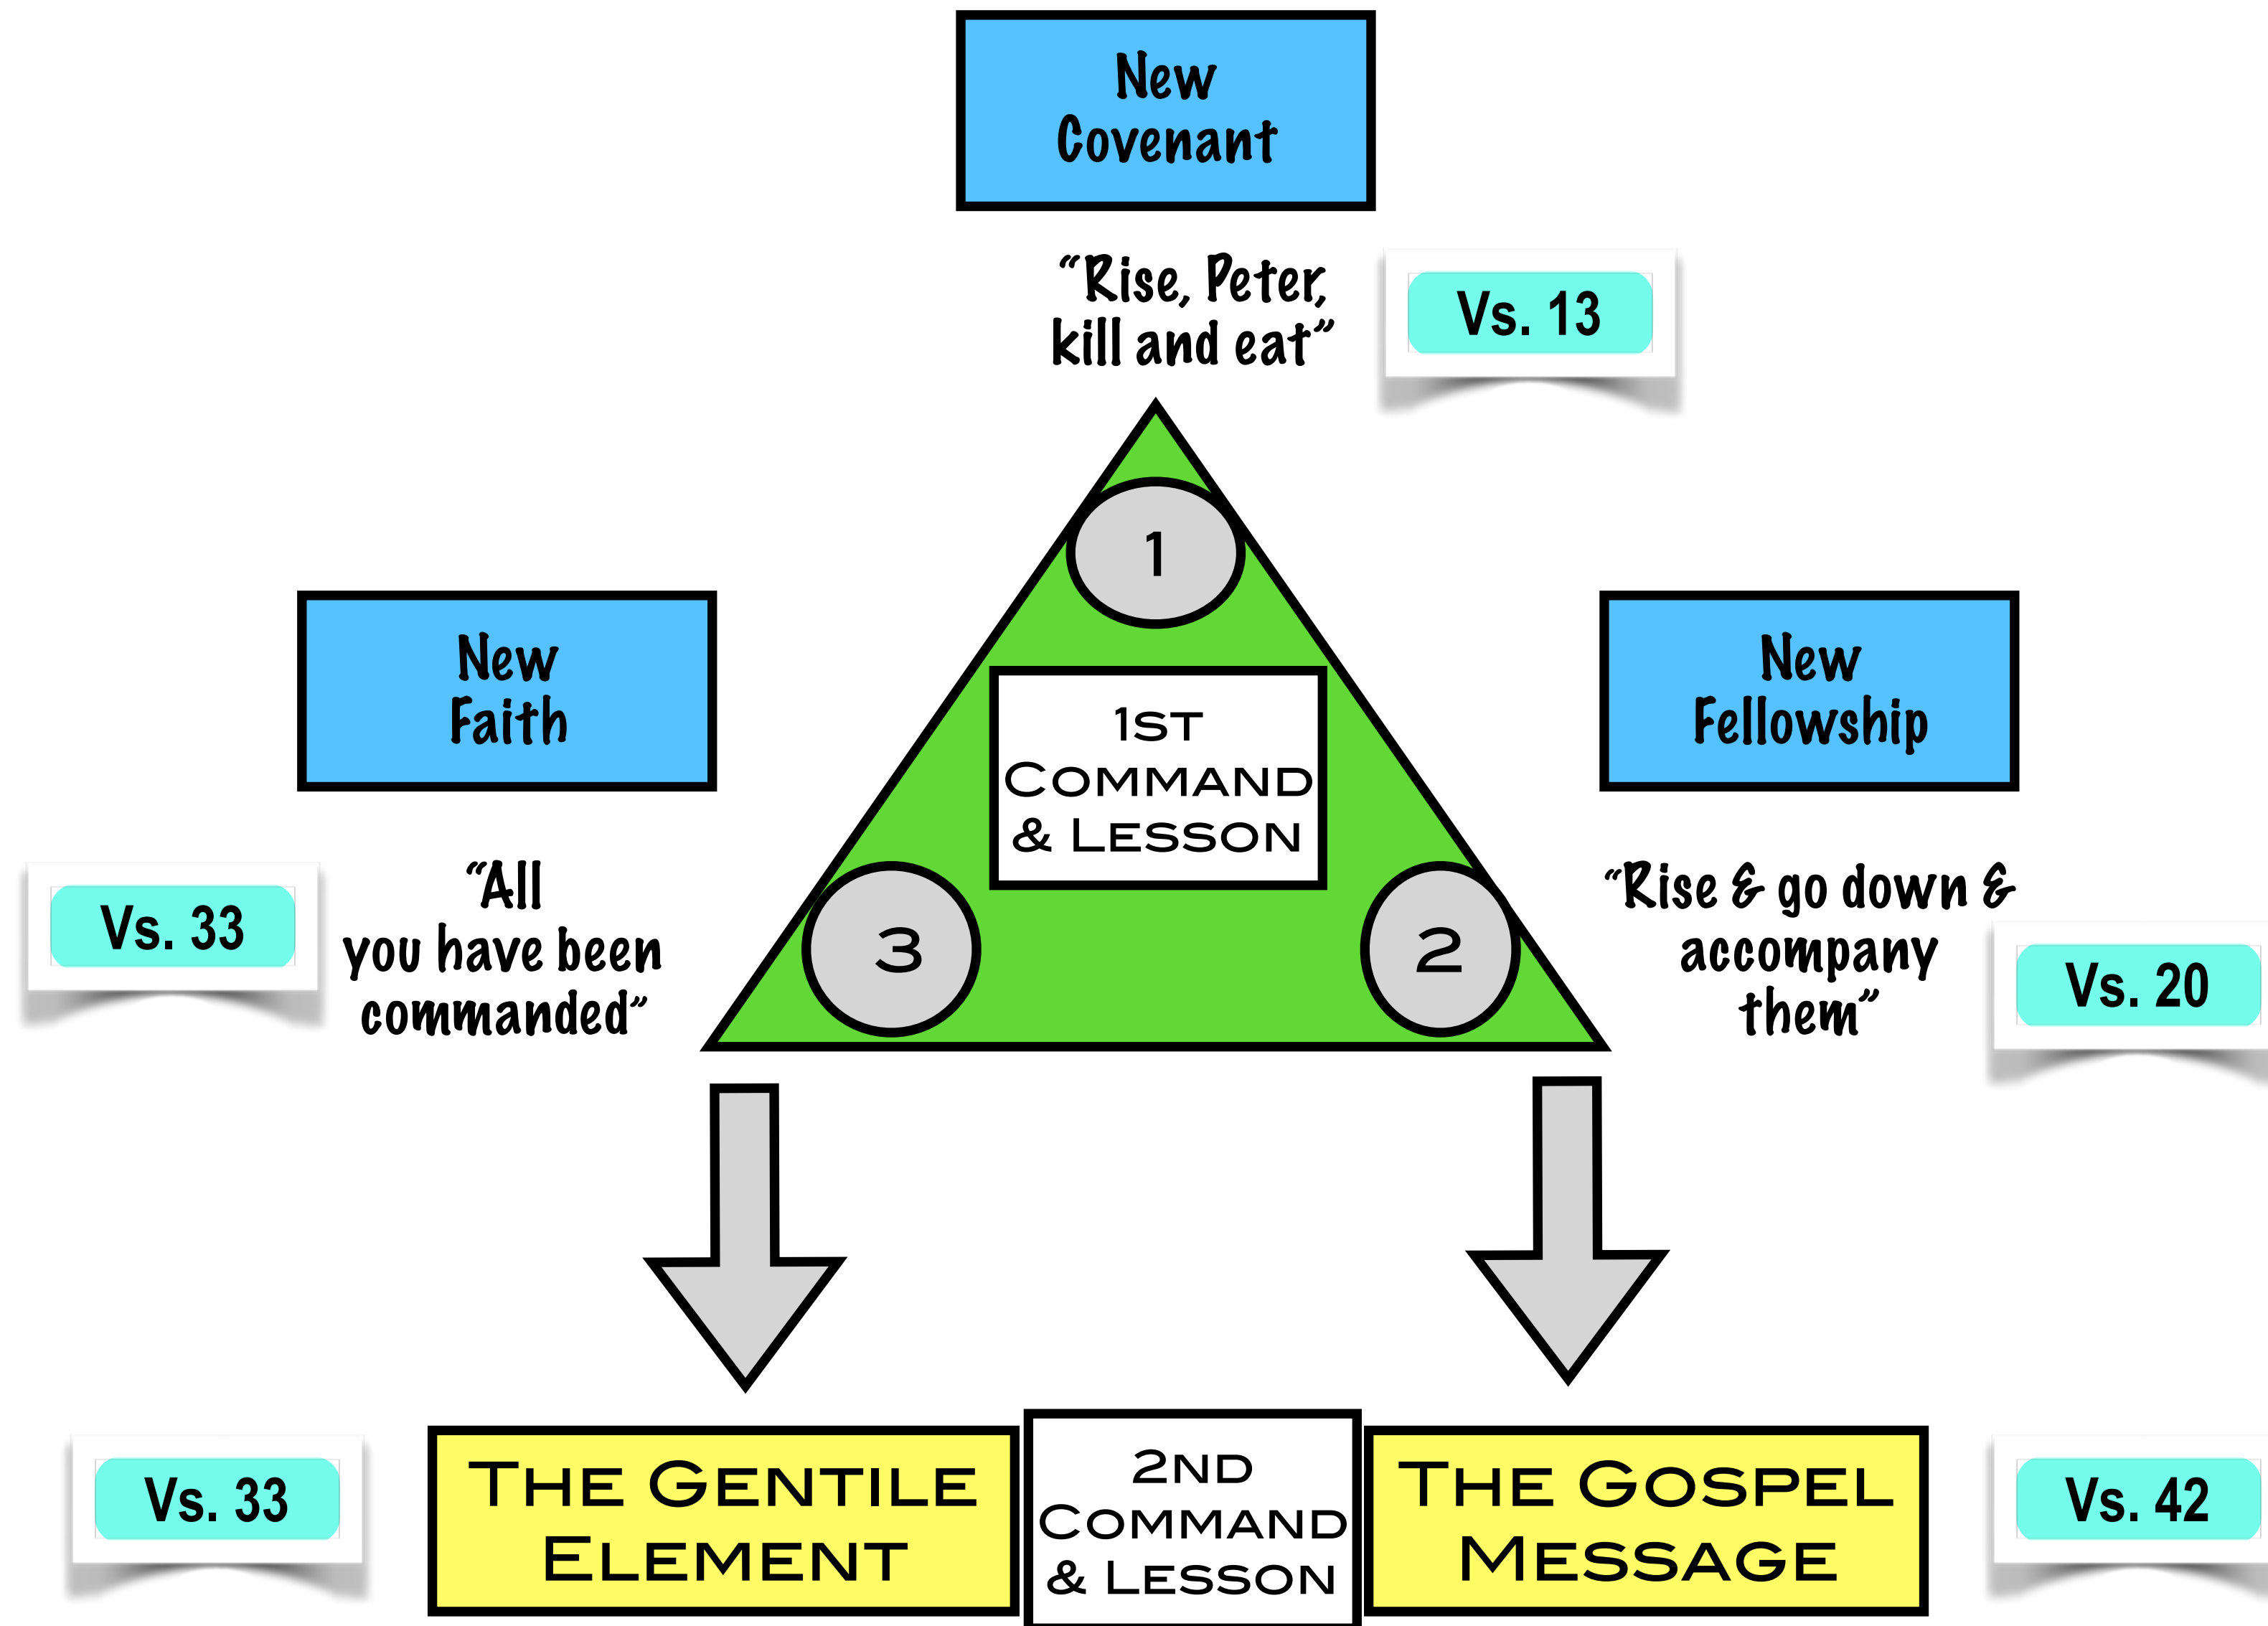 New
Covenant
“Rise, Peter,
kill and eat”
Vs. 13
1
New
Faith
New
Fellowship
1st
Command
& Lesson
Vs. 33
“All
you have been
commanded”
3
2
“Rise & go down &
accompany
them”
Vs. 20
Vs. 33
The Gentile
Element
2nd
Command
& Lesson
The Gospel
Message
Vs. 42